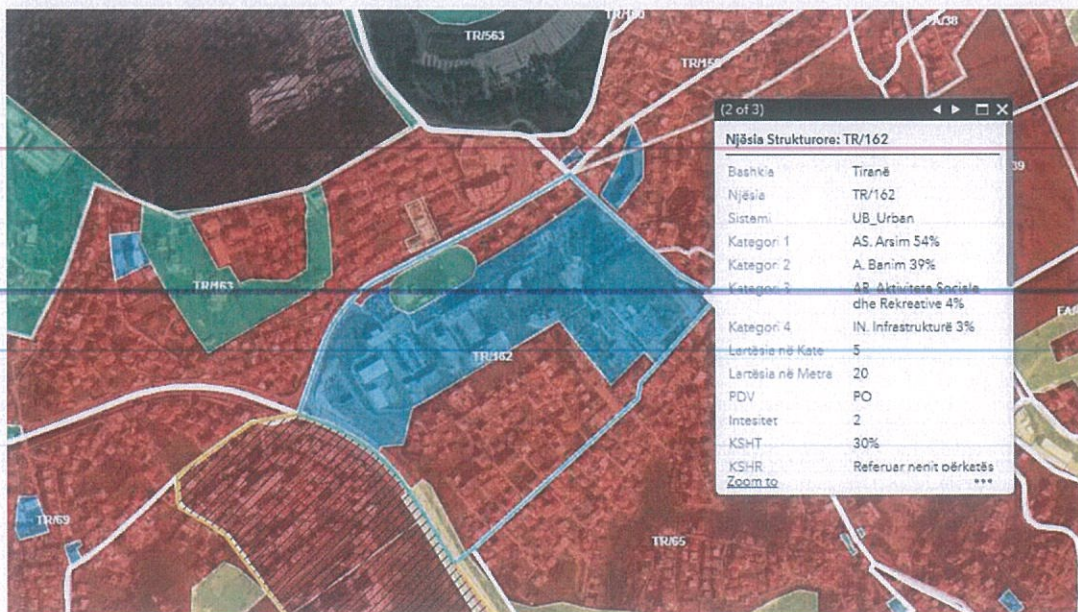 TR/563
TR/160
TR/159
FA/38
TR/163
TR/162
TR/69
TR/65
(2 of 3)
Njësia Strukturore: TR/162
Bashkia Tiranë
Njësia TR/162
Sistemi UB_Urban
Kategori 1 AS. Arsim 54%
Kategori 2 A. Banim 39%
Kategori 3 AR. Aktivitete Sociale
dhe Rekreative 4%
Kategori 4 IN. Infrastrukturë 3%
Lartësia në Kate 5
Lartësia në Metra 20
PDV PO
Intesitet 2
KSHT 30%
KSHR Referuar nenit përkatës
Zoom to